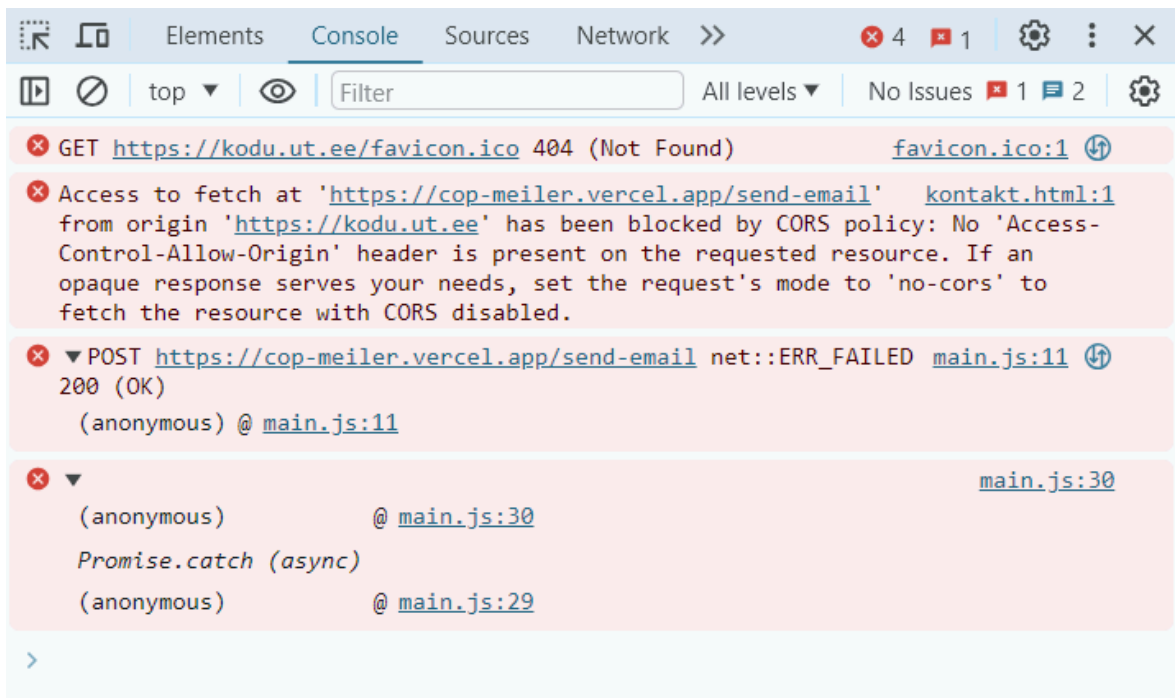 Elements Console Sources Network >> 4 1
top ▼ Filter All levels ▼ No Issues 1 2
GET https://kodu.ut.ee/favicon.ico 404 (Not Found) favicon.ico:1
Access to fetch at 'https://cop-meiler.vercel.app/send-email' kontakt.html:1
from origin 'https://kodu.ut.ee' has been blocked by CORS policy: No 'Access-
Control-Allow-Origin' header is present on the requested resource. If an
opaque response serves your needs, set the request's mode to 'no-cors' to
fetch the resource with CORS disabled.
▼POST https://cop-meiler.vercel.app/send-email net::ERR_FAILED main.js:11
200 (OK)
(anonymous) @ main.js:11
▼ main.js:30
(anonymous) @ main.js:30
Promise.catch (async)
(anonymous) @ main.js:29
>